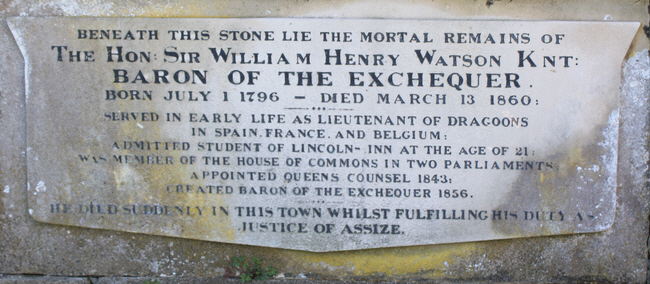 BENEATH THIS STONE LIE THE MORTAL REMAINS OF
THE HON: SIR WILLIAM HENRY WATSON KNT:
BARON OF THE EXCHEQUER.
BORN JULY 1 1796 – DIED MARCH 13 1860:
SERVED IN EARLY LIFE AS LIEUTENANT OF DRAGOONS
IN SPAIN, FRANCE, AND BELGIUM:
ADMITTED STUDENT OF LINCOLN- INN AT THE AGE OF 21:
WAS MEMBER OF THE HOUSE OF COMMONS IN TWO PARLIAMENTS:
APPOINTED QUEENS COUNSEL 1843:
CREATED BARON OF THE EXCHEQUER 1856.
HE DIED SUDDENLY IN THIS TOWN WHILST FULFILLING HIS DUTY AS
JUSTICE OF ASSIZE.